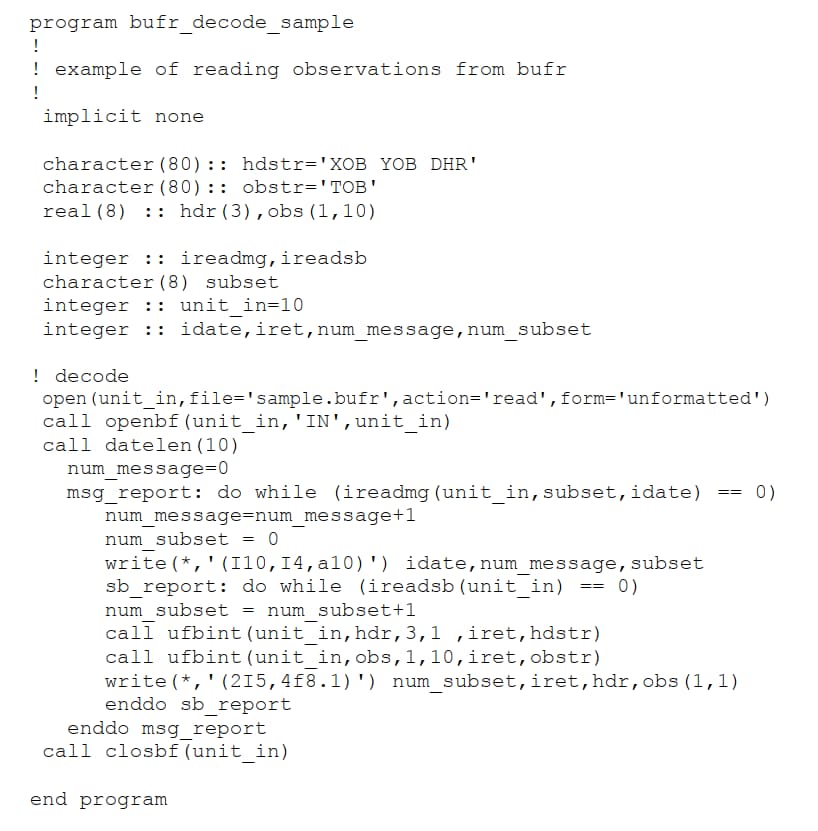 program bufr_decode_sample
!
! example of reading observations from bufr
!
implicit none
character(80):: hdstr='XOB YOB DHR'
character(80):: obstr='TOB'
real(8) :: hdr(3),obs(1,10)
integer :: ireadmg,ireadsb
character(8) subset
integer :: unit_in=10
integer :: idate,iret,num_message,num_subset
! decode
open(unit_in,file='sample.bufr',action='read',form='unformatted')
call openbf(unit_in,'IN',unit_in)
call datelen(10)
num_message=0
msg_report: do while (ireadmg(unit_in,subset,idate) == 0)
num_message=num_message+1
num_subset = 0
write(*,'(I10,I4,a10)') idate,num_message,subset
sb_report: do while (ireadsb(unit_in) == 0)
num_subset = num_subset+1
call ufbint(unit_in,hdr,3,1 ,iret,hdstr)
call ufbint(unit_in,obs,1,10,iret,obstr)
write(*,'(2I5,4f8.1)') num_subset,iret,hdr,obs(1,1)
enddo sb_report
enddo msg_report
call closbf(unit_in)
end program